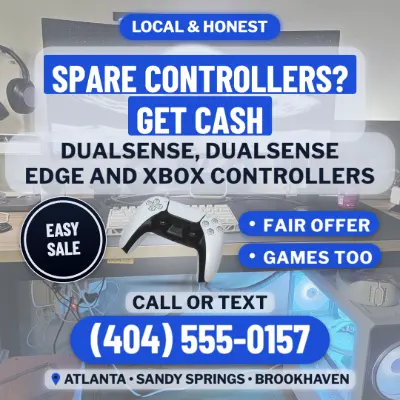 LOCAL & HONEST
SPARE CONTROLLERS?
GET CASH
DUALSENSE, DUALSENSE
EDGE AND XBOX CONTROLLERS
EASY
SALE
• FAIR OFFER
• GAMES TOO
CALL OR TEXT
(404) 555-0157
ATLANTA • SANDY SPRINGS • BROOKHAVEN